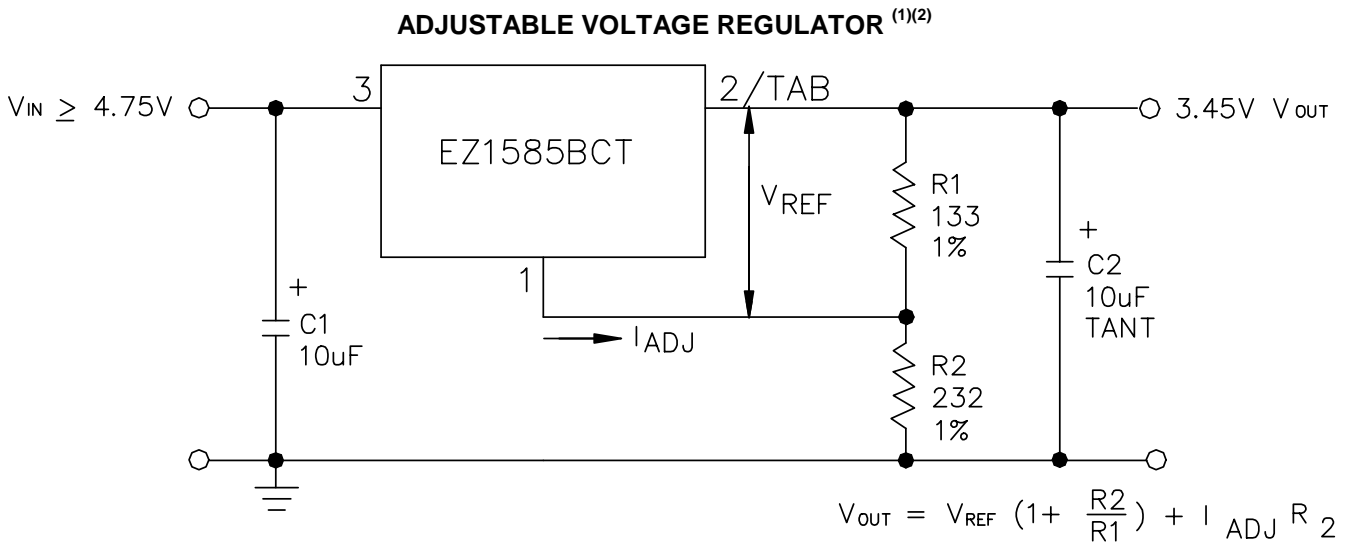 ADJUSTABLE VOLTAGE REGULATOR (1)(2)
3
2/TAB
VIN ≥ 4.75V
3.45V VOUT
EZ1585BCT
VREF
R1
133
1%
1
+
C1
10uF
IADJ
+
C2
10uF
TANT
R2
232
1%
VOUT = VREF (1+ R2/R1) + I ADJ R 2